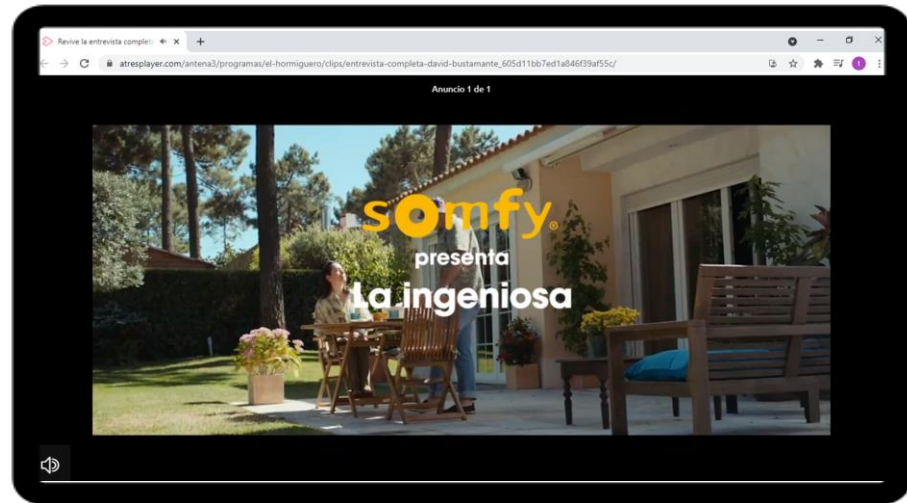 Revive la entrevista complet
atresplayer.com/antena3/programas/el-hormiguero/clips/entrevista-completa-david-bustamante_605d11bb7ed1a846f39af55c/
Anuncio 1 de 1
somfy
presenta
La ingeniosa